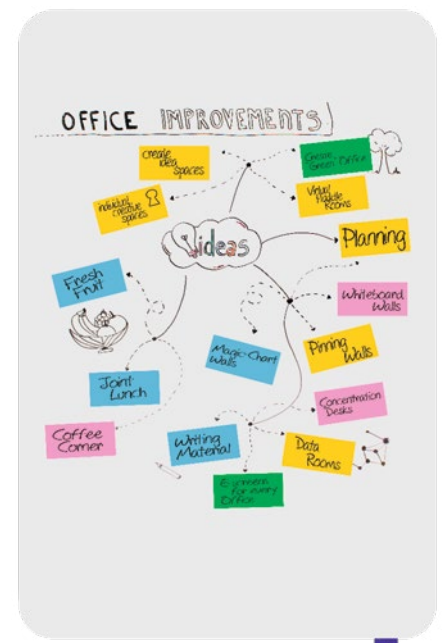 OFFICE IMPROVEMENTS
Create
Idea
Spaces
Create
Green Office
individual
creative
spaces
Virtual
Huddle
Rooms
ideas
Planning
Fresh
Fruit
Whiteboard
Walls
Magic-Chart
Walls
Pinning
Walls
Joint
Lunch
Concentration
Desks
Coffee
Corner
Writing
Material
Data
Rooms
for every
Office